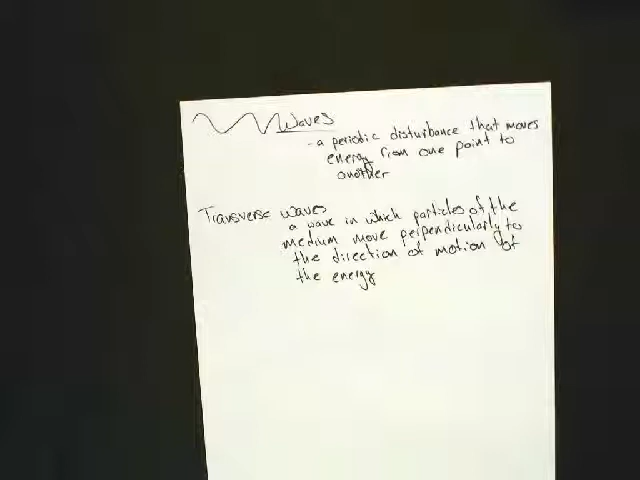 Waves
- a periodic disturbance that moves
energy from one point to
another
Transverse waves
a wave in which particles of the
medium move perpendicularly to
the direction of motion of
the energy